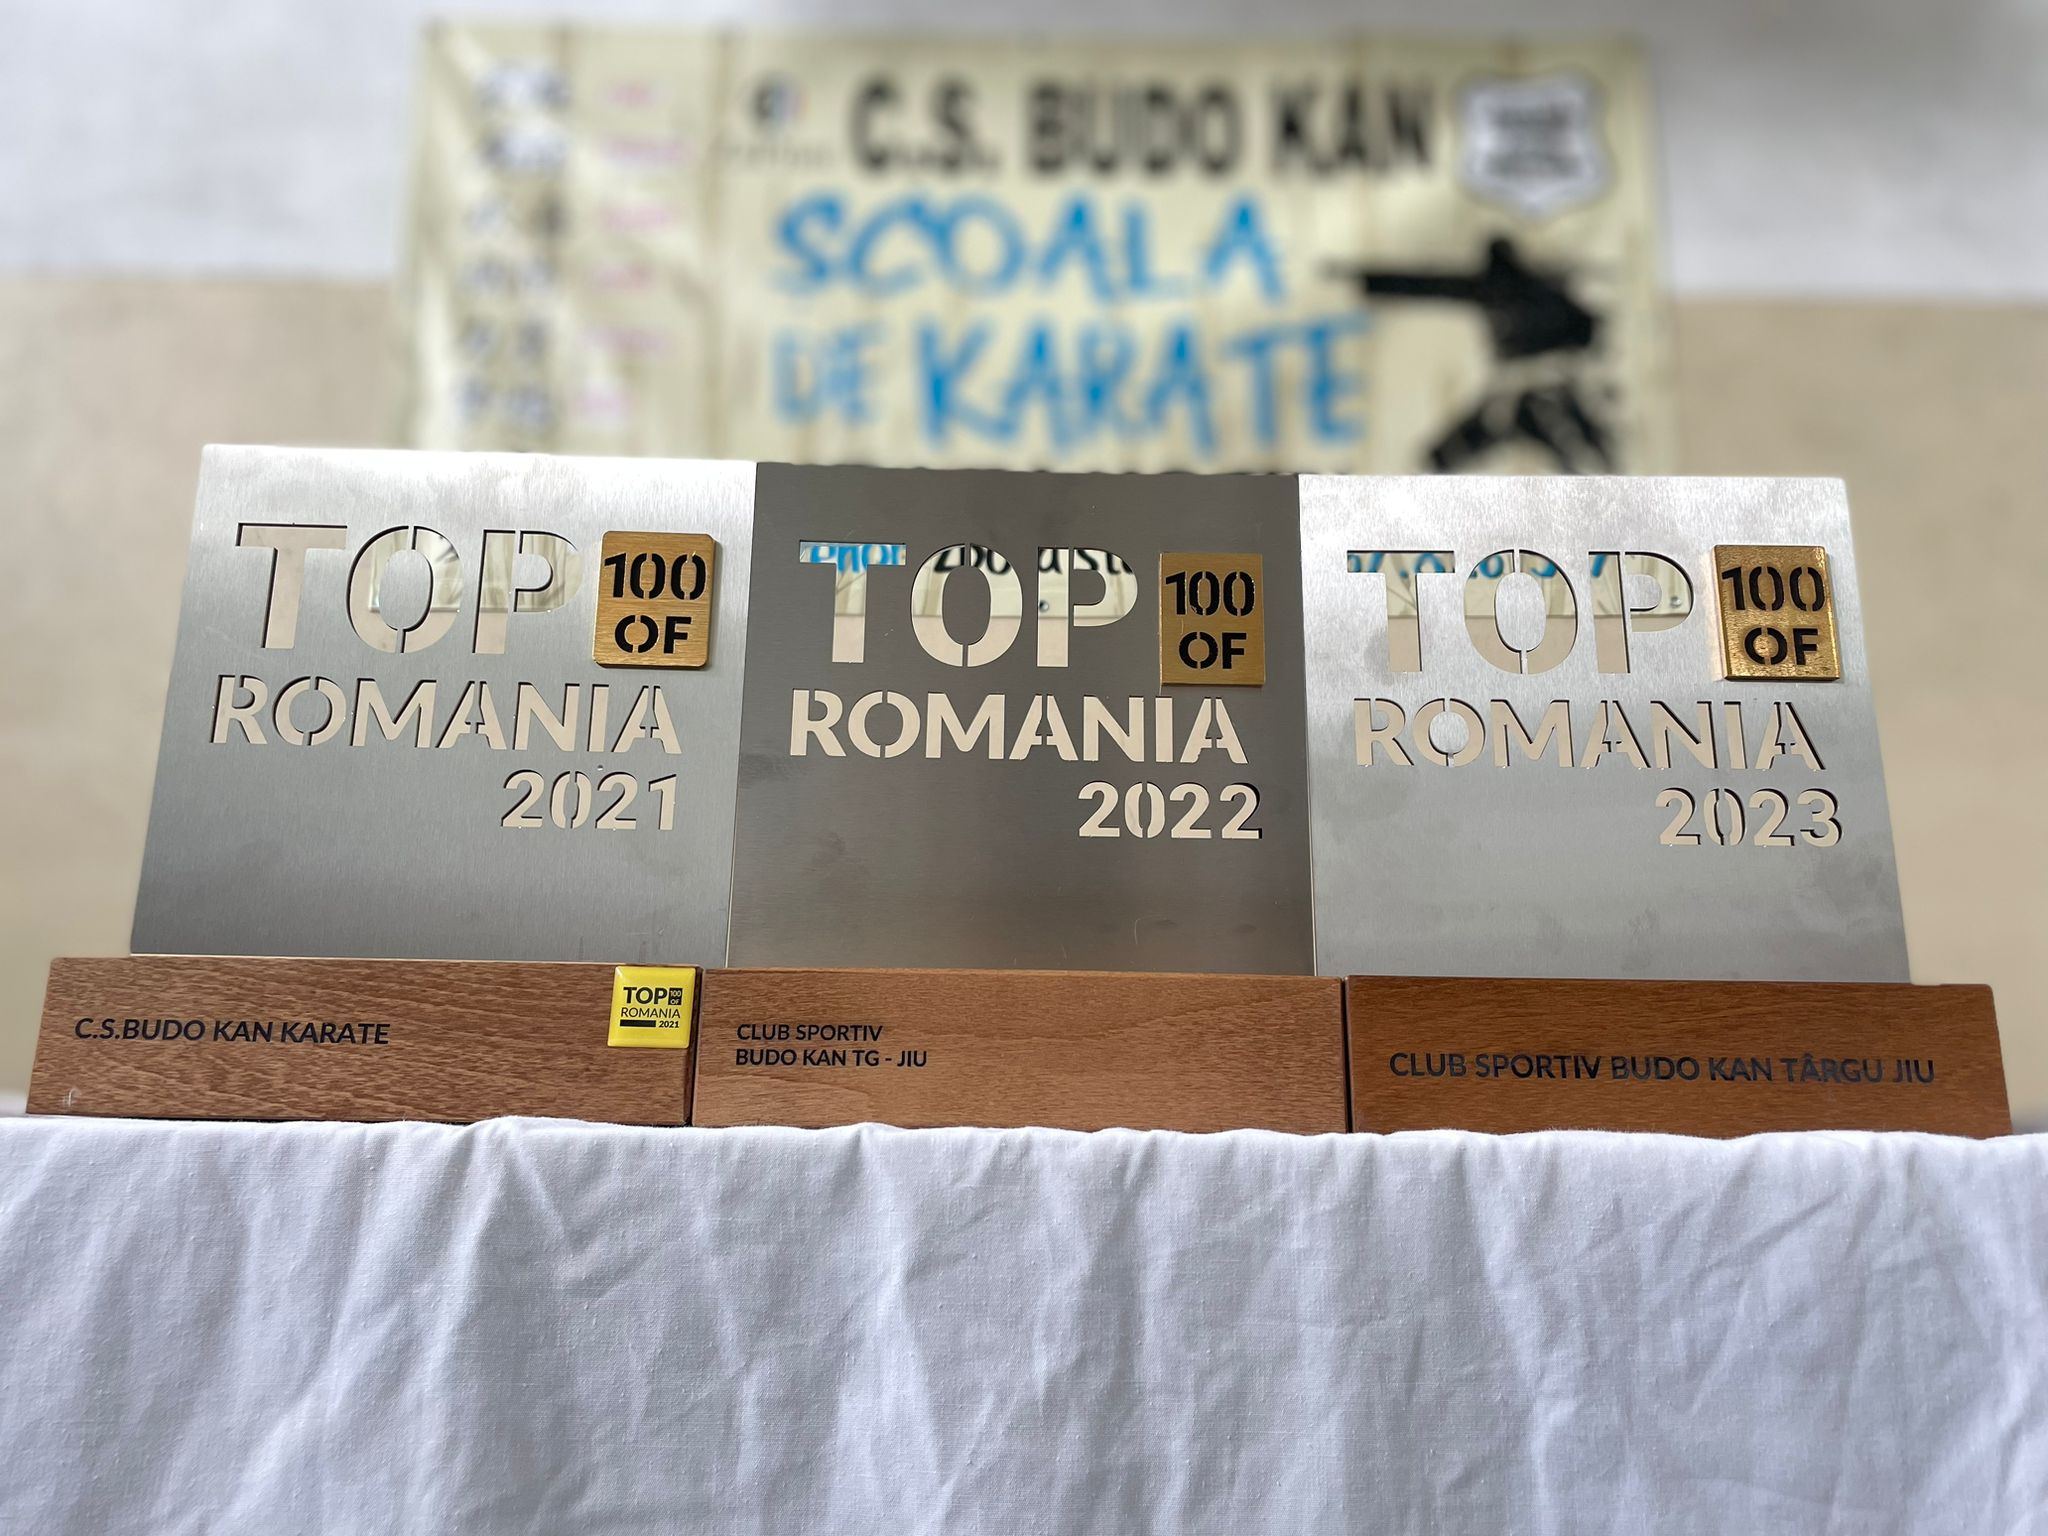 C.S. BUDO KAN
SCOALA
DE KARATE
TOP 100 OF
ROMANIA
2021
TOP 100 OF
ROMANIA
2022
TOP 100 OF
ROMANIA
2023
C.S.BUDO KAN KARATE
TOP 100 OF
ROMANIA
2021
CLUB SPORTIV
BUDO KAN TG - JIU
CLUB SPORTIV BUDO KAN TÂRGU JIU